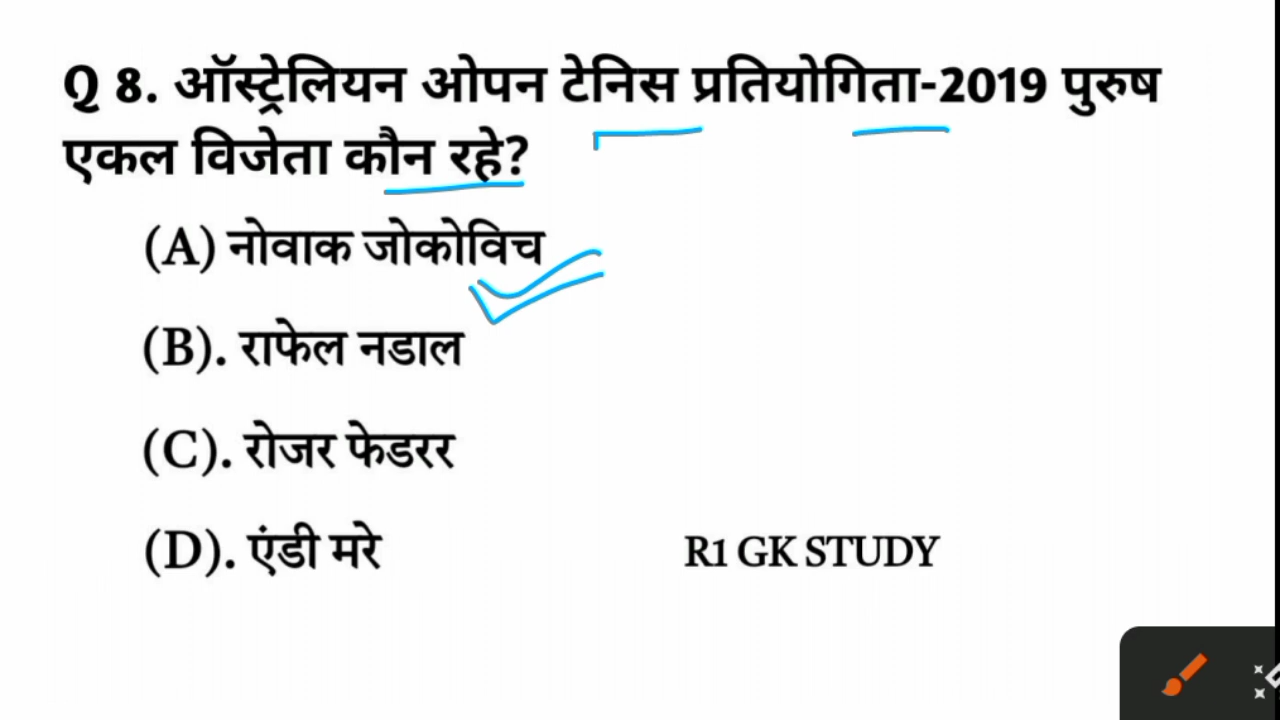 Q 8. ऑस्ट्रेलियन ओपन टेनिस प्रतियोगिता-2019 पुरुष
एकल विजेता कौन रहे?
(A) नोवाक जोकोविच
(B). राफेल नडाल
(C). रोजर फेडरर
(D). एंडी मरे
R1 GK STUDY